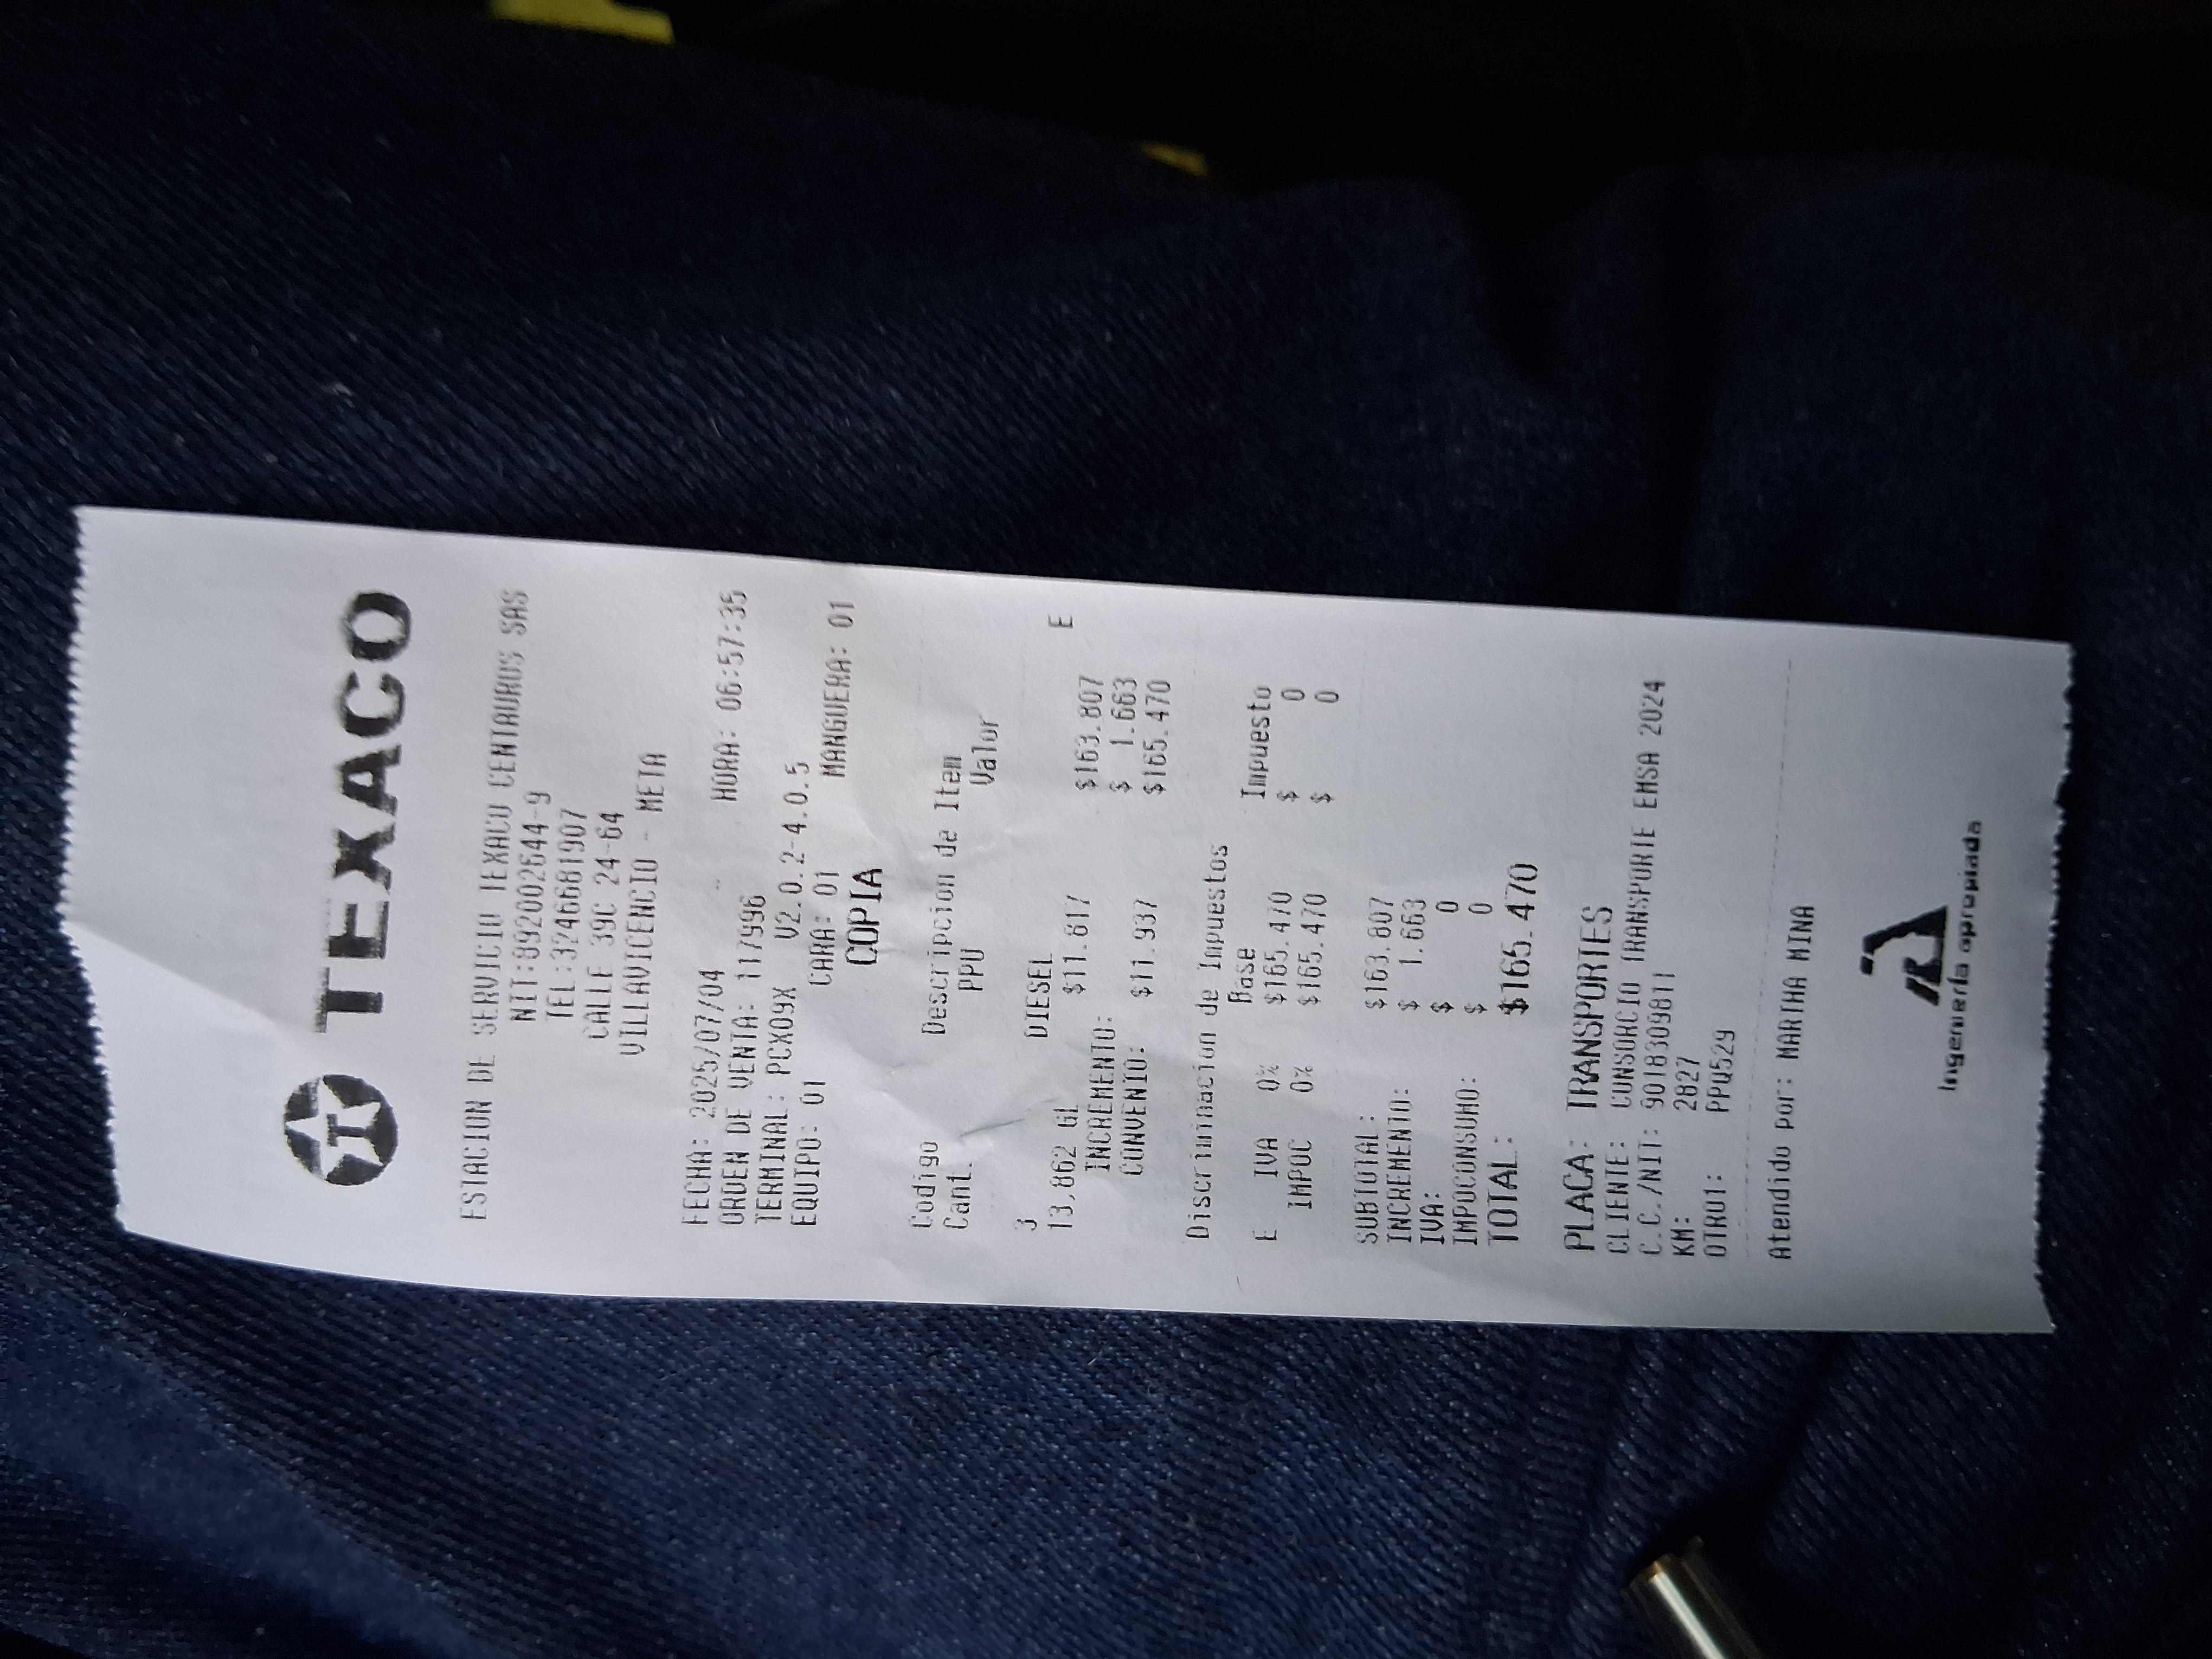 TEXACO
ESTACION DE SERVICIO TEXACO CENTAURUS SAS
NIT:892002644-9
TEL:3246681907
CALLE 39C 24-64
VILLAVICENCIO - META
FECHA: 2025/07/04 HORA: 06:57:35
ORDEN DE VENTA: 117996
TERMINAL: PCX09X V2.0.2-4.0.5
EQUIPO: 01 CARA: 01 MANGUERA: 01
COPIA
Codigo Descripcion de Item
Cant. PPU Valor
3 DIESEL E
13,862 GL $11.817 $163.807
INCREMENTO: $ 1.663
CONVENIO: $11.937 $165.470
Discriminacion de Impuestos
Base Impuesto
E IVA 0% $165.470 $ 0
IMPOC 0% $165.470 $ 0
SUBTOTAL: $163.807
INCREMENTO: $ 1.663
IVA: $ 0
IMPOCONSUMO: $ 0
TOTAL: $165.470
PLACA: TRANSPORTES
CLIENTE: CONSORCIO TRANSPORTE EMSA 2024
C.C./NIT: 9018309811
KM: 2827
OTRO1: PPQ529
Atendido por: MARTHA MINA
Ingeniería apropiada